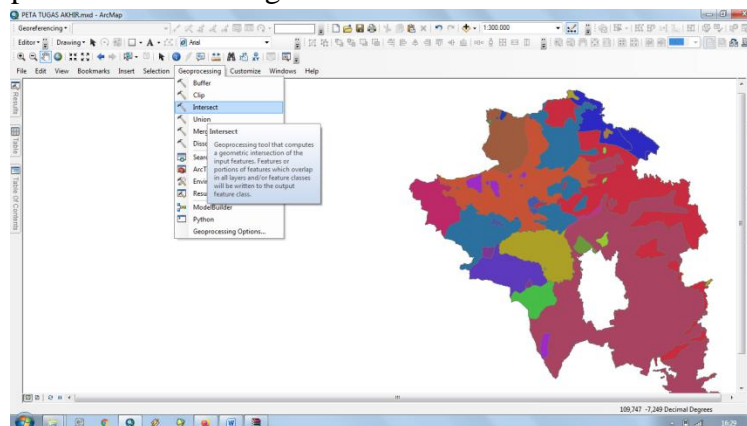 PETA TUGAS AKHIR.mxd - ArcMap
Georeferencing
1:300.000
Editor Drawing A Arial
File Edit View Bookmarks Insert Selection Geoprocessing Customize Windows Help
Buffer
Clip
Intersect
Union
Intersect
Geoprocessing tool that computes
a geometric intersection of the
input features. Features or
portions of features which overlap
in all layers and/or feature classes
will be written to the output
feature class.
ModelBuilder
Python
Geoprocessing Options...
Results
Table
Table Of Contents
109,747 -7,249 Decimal Degrees
16:29